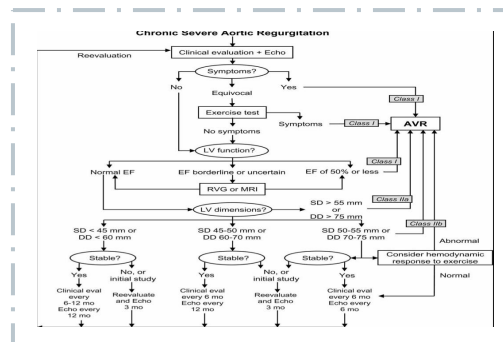 Chronic Severe Aortic Regurgitation
Reevaluation
Clinical evaluation + Echo
Symptoms?
No
Equivocal
Yes
Class I
Exercise test
Symptoms
Class I
AVR
No symptoms
LV function?
Class I
Normal EF
EF borderline or uncertain
EF of 50% or less
RVG or MRI
LV dimensions?
SD > 55 mm
or
DD > 75 mm
Class IIa
Class IIb
SD < 45 mm or
DD < 60 mm
SD 45-50 mm or
DD 60-70 mm
SD 50-55 mm or
DD 70-75 mm
Abnormal
Stable?
Stable?
Stable?
Consider hemodynamic
response to exercise
Yes
No, or
initial study
Yes
No, or
initial study
Yes
Normal
Clinical eval
every
6-12 mo
Echo every
12 mo
Reevaluate
and Echo
3 mo
Clinical eval
every 6 mo
Echo every
12 mo
Reevaluate
and Echo
3 mo
Clinical eval
every 6 mo
Echo every
6 mo